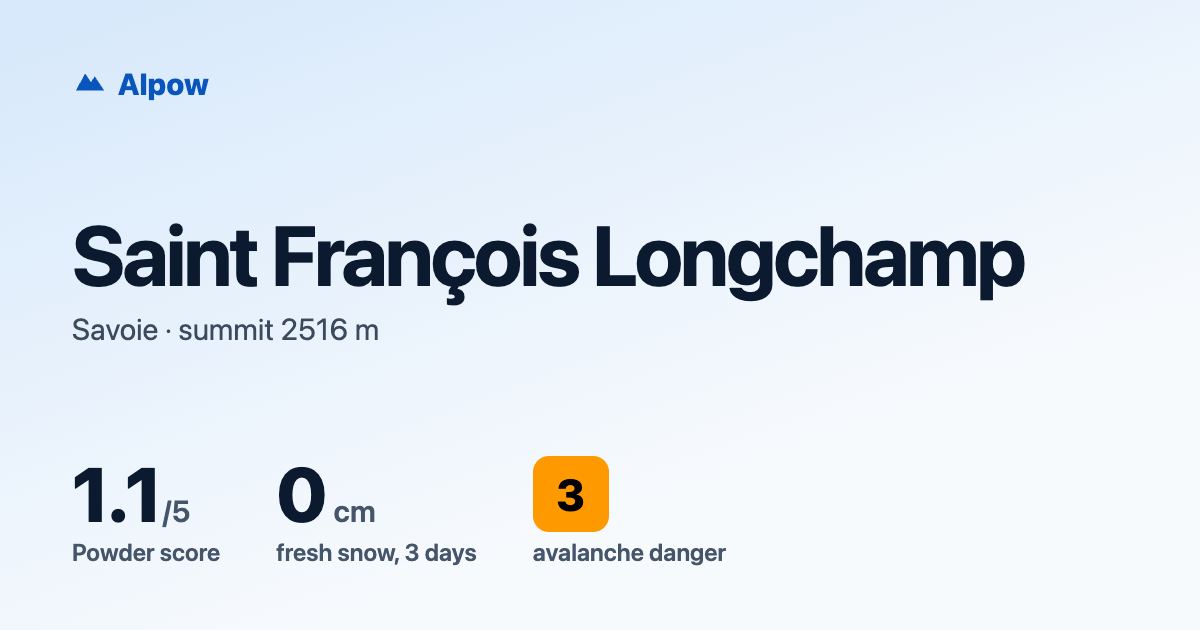 Alpow
Saint François Longchamp
Savoie · summit 2516 m
1.1/5 0 cm 3
Powder score fresh snow, 3 days avalanche danger